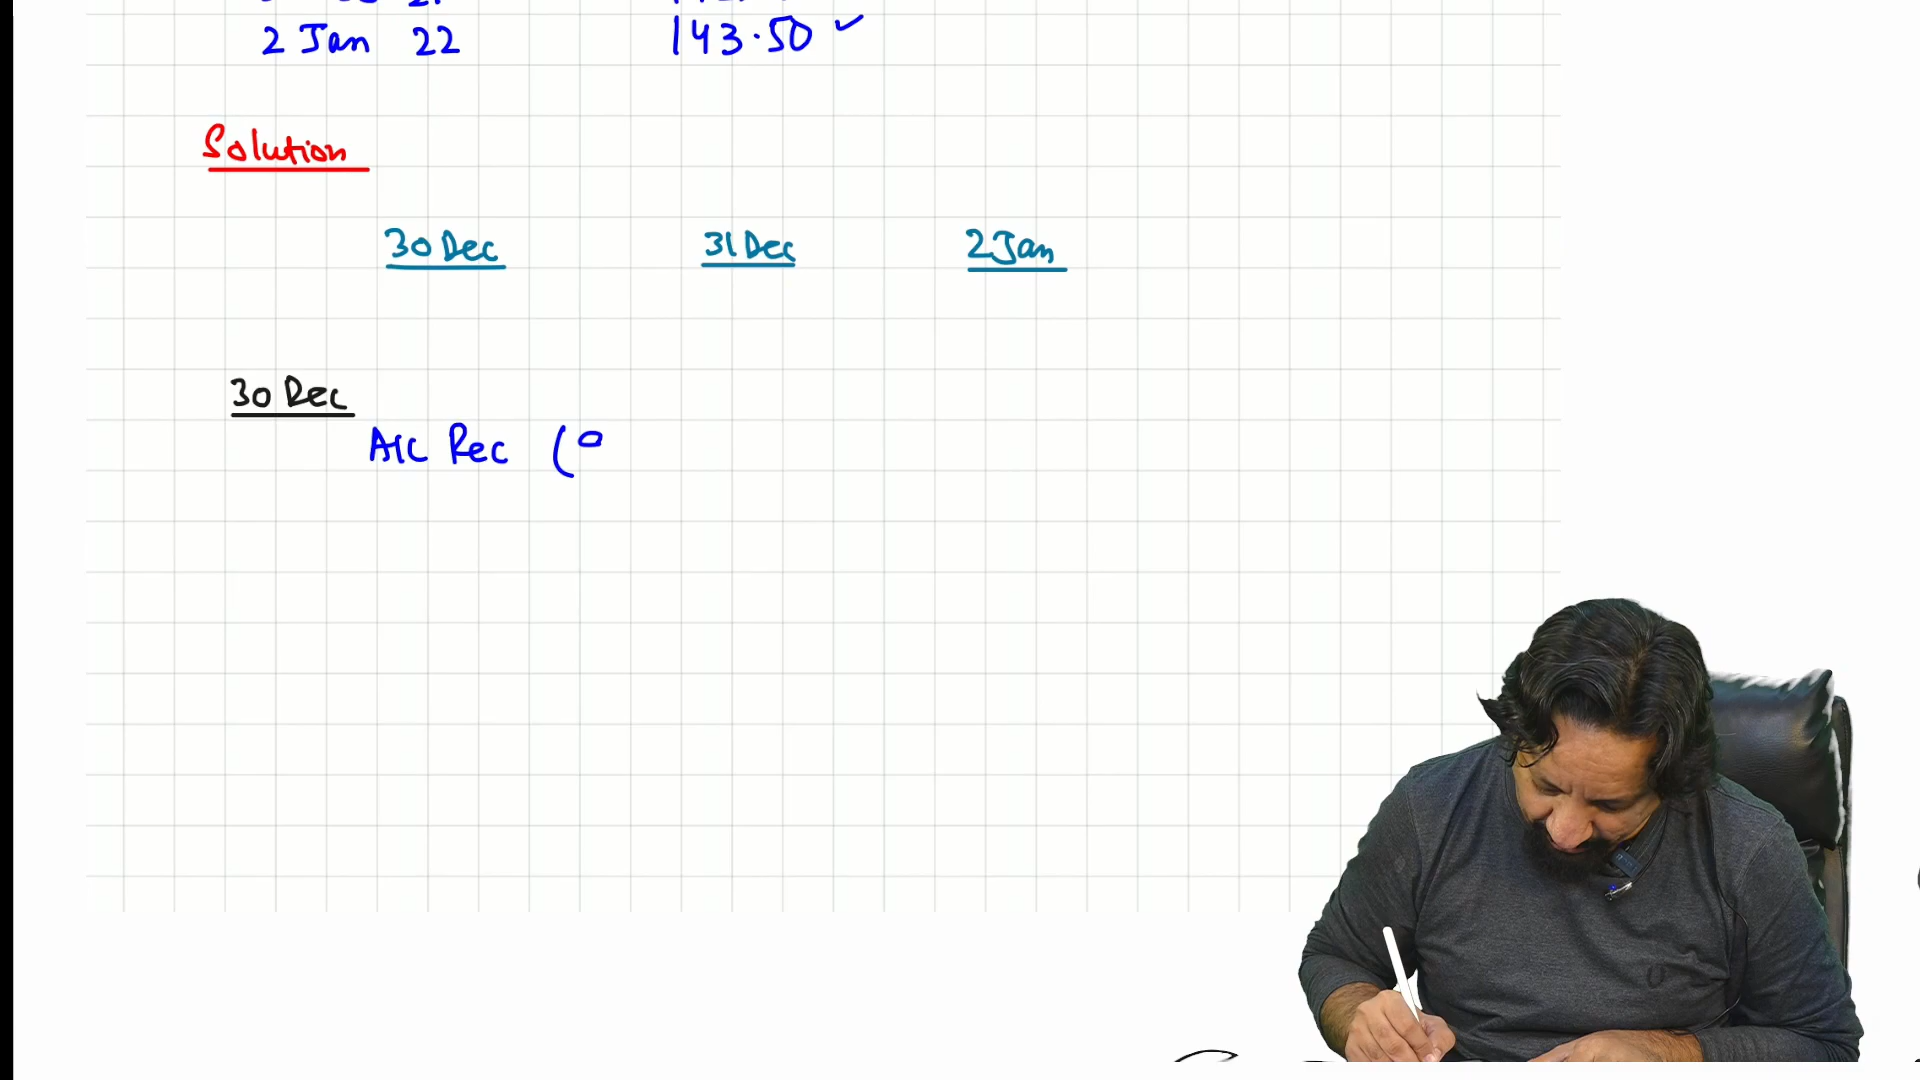 2 Jan 22 143.50 ✓
Solution
30 Dec 31 Dec 2 Jan
30 Dec
A/C Rec (